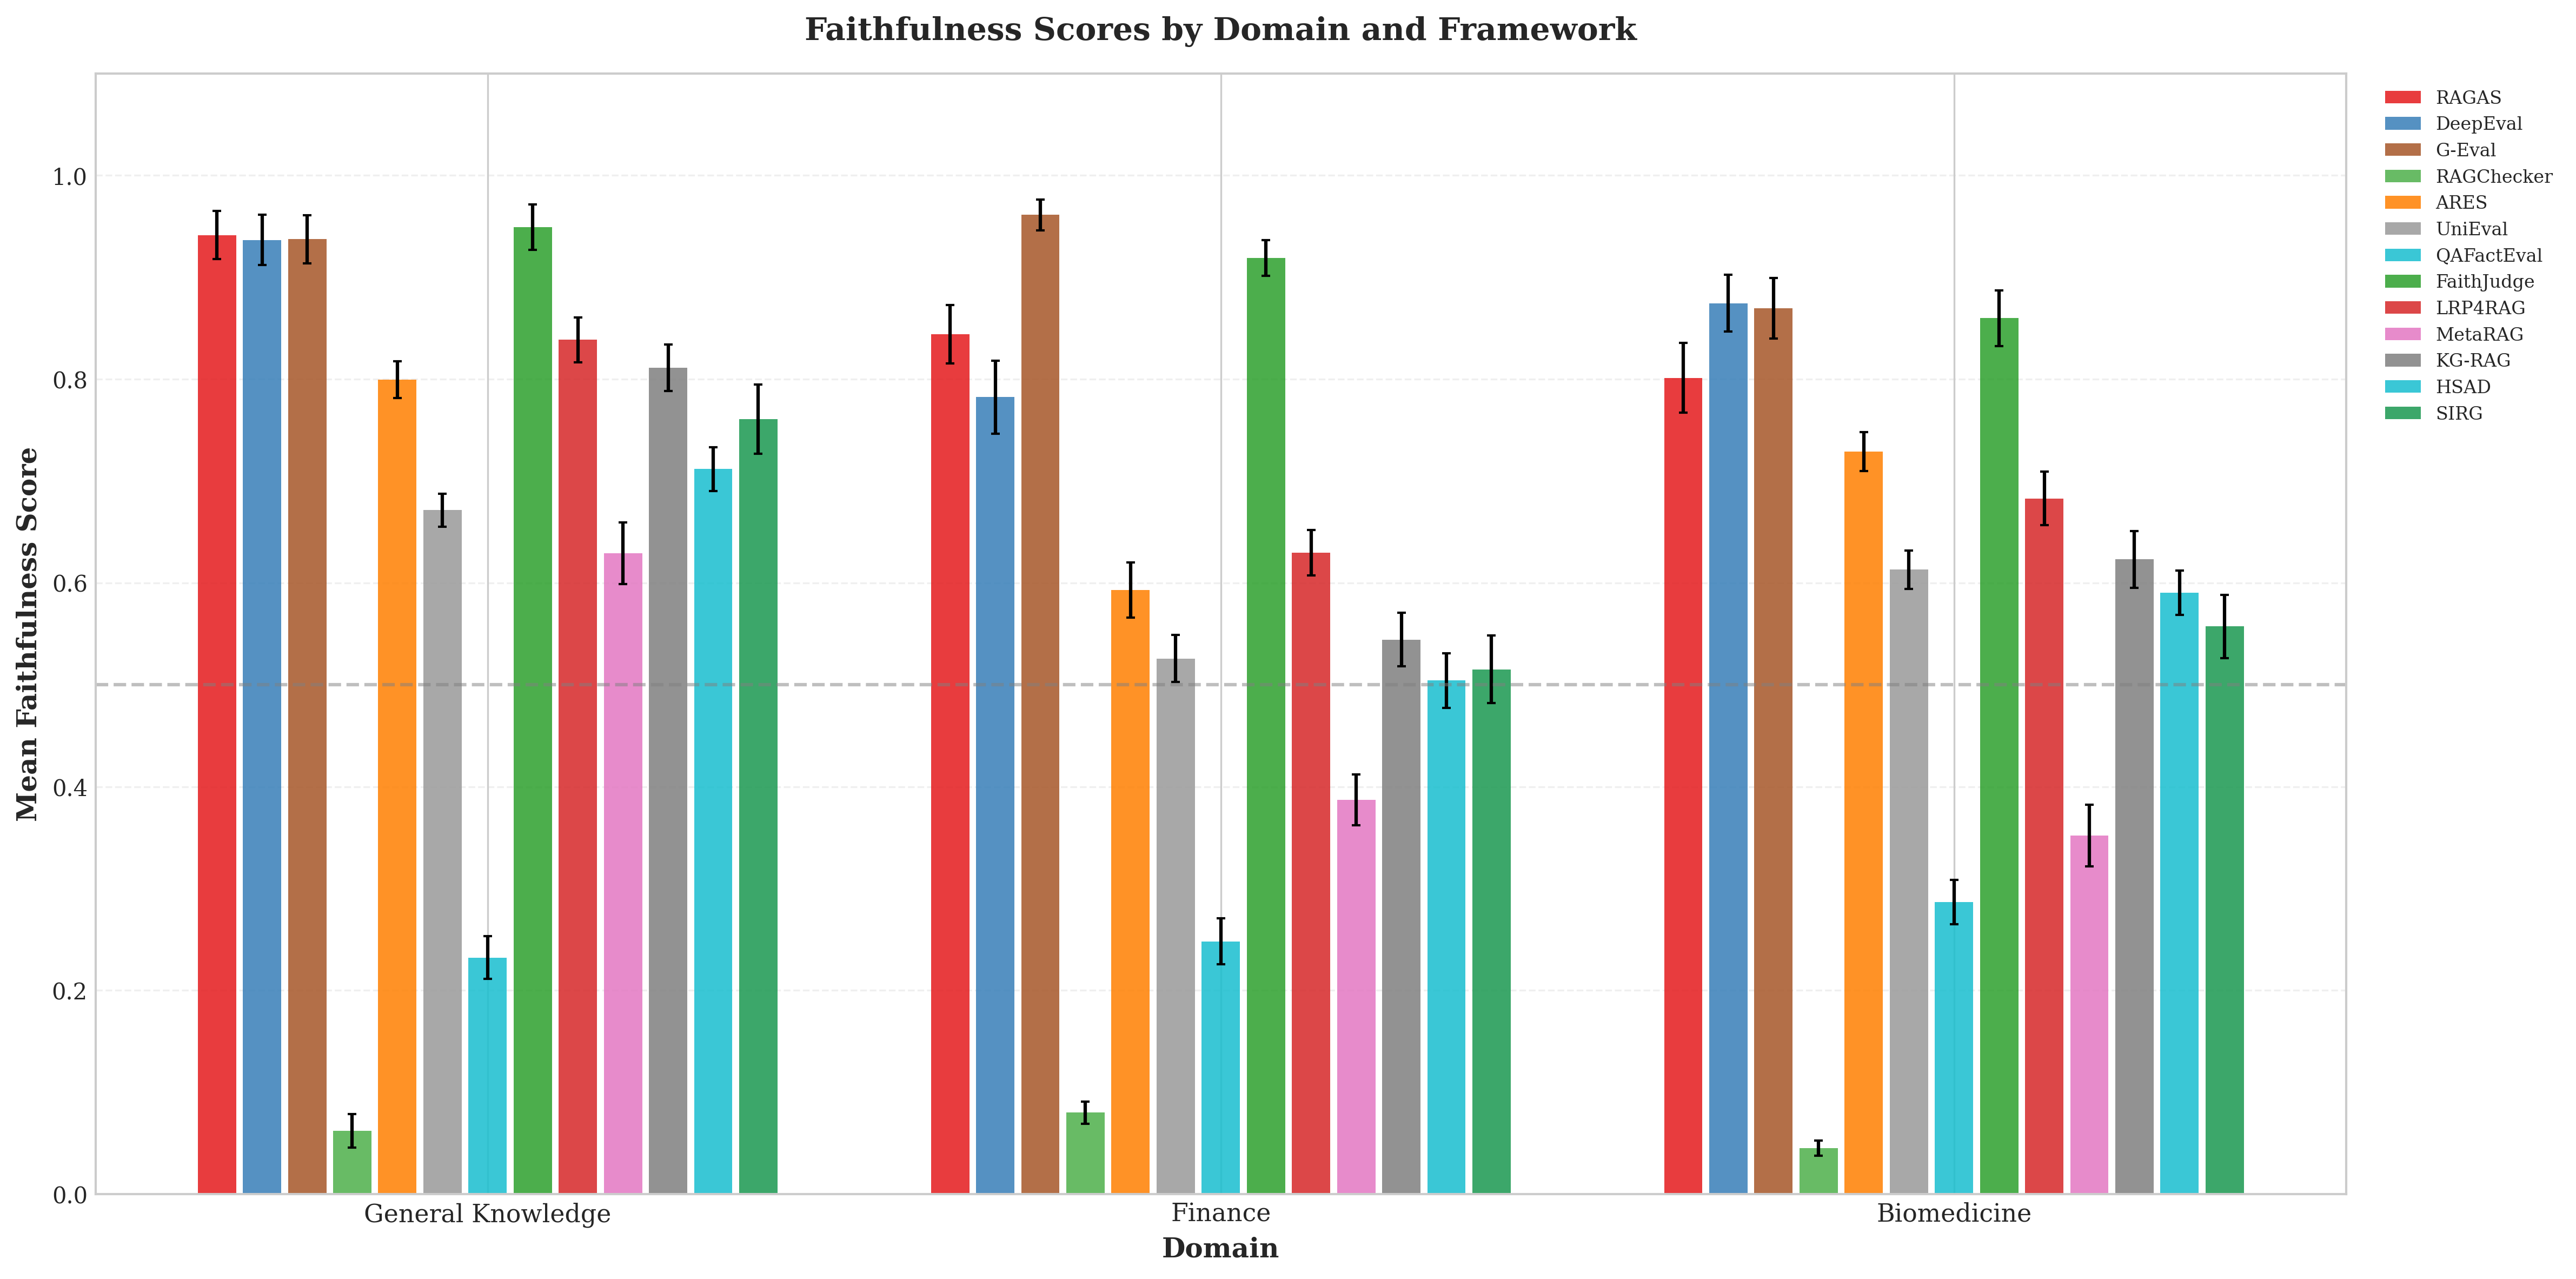 Faithfulness Scores by Domain and Framework
Mean Faithfulness Score
1.0
0.8
0.6
0.4
0.2
0.0
General Knowledge
Finance
Biomedicine
Domain
RAGAS
DeepEval
G-Eval
RAGChecker
ARES
UniEval
QAFactEval
FaithJudge
LRP4RAG
MetaRAG
KG-RAG
HSAD
SIRG